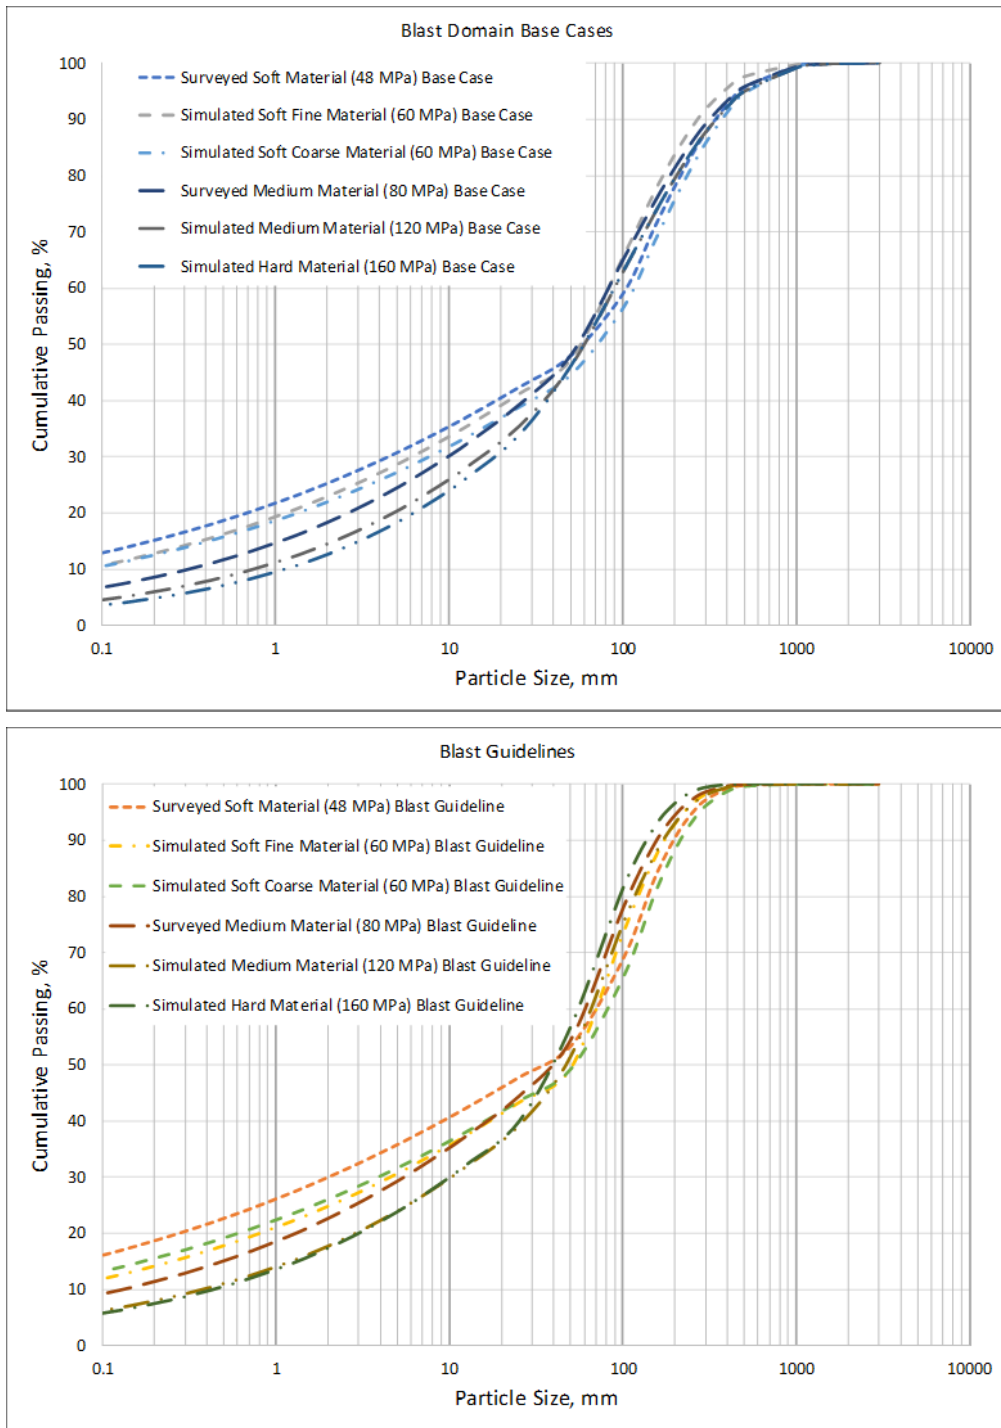 Blast Domain Base Cases
100
90
80
70
60
50
40
30
20
10
0
Cumulative Passing, %
Surveyed Soft Material (48 MPa) Base Case
Simulated Soft Fine Material (60 MPa) Base Case
Simulated Soft Coarse Material (60 MPa) Base Case
Surveyed Medium Material (80 MPa) Base Case
Simulated Medium Material (120 MPa) Base Case
Simulated Hard Material (160 MPa) Base Case
0.1 1 10 100 1000 10000
Particle Size, mm
Blast Guidelines
100
90
80
70
60
50
40
30
20
10
0
Cumulative Passing, %
Surveyed Soft Material (48 MPa) Blast Guideline
Simulated Soft Fine Material (60 MPa) Blast Guideline
Simulated Soft Coarse Material (60 MPa) Blast Guideline
Surveyed Medium Material (80 MPa) Blast Guideline
Simulated Medium Material (120 MPa) Blast Guideline
Simulated Hard Material (160 MPa) Blast Guideline
0.1 1 10 100 1000 10000
Particle Size, mm